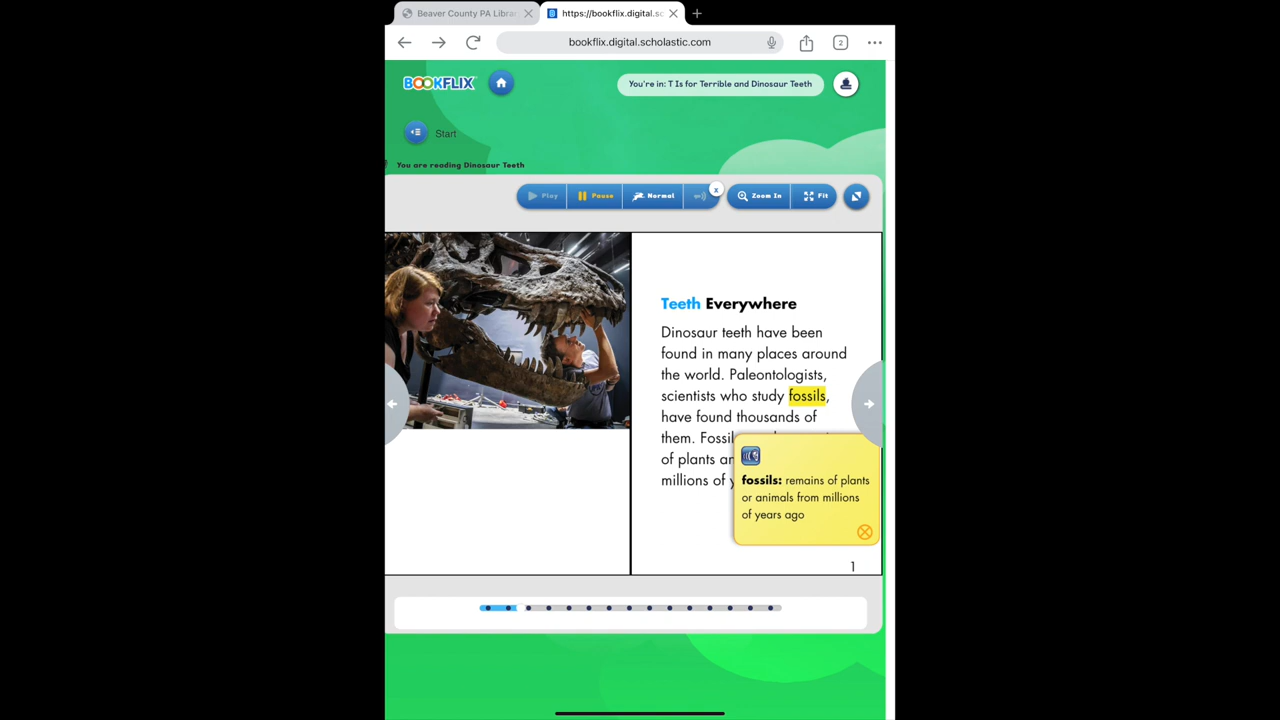 Beaver County PA Libra
https://bookflix.digital.sc
bookflix.digital.scholastic.com
2
BOOKFLIX
You're in: T Is for Terrible and Dinosaur Teeth
Start
You are reading Dinosaur Teeth
Play
Pause
Normal
x
Zoom In
Fit
Teeth Everywhere
Dinosaur teeth have been
found in many places around
the world. Paleontologists,
scientists who study fossils,
have found thousands of
them. Fossil
of plants an
millions of y
fossils: remains of plants
or animals from millions
of years ago
1